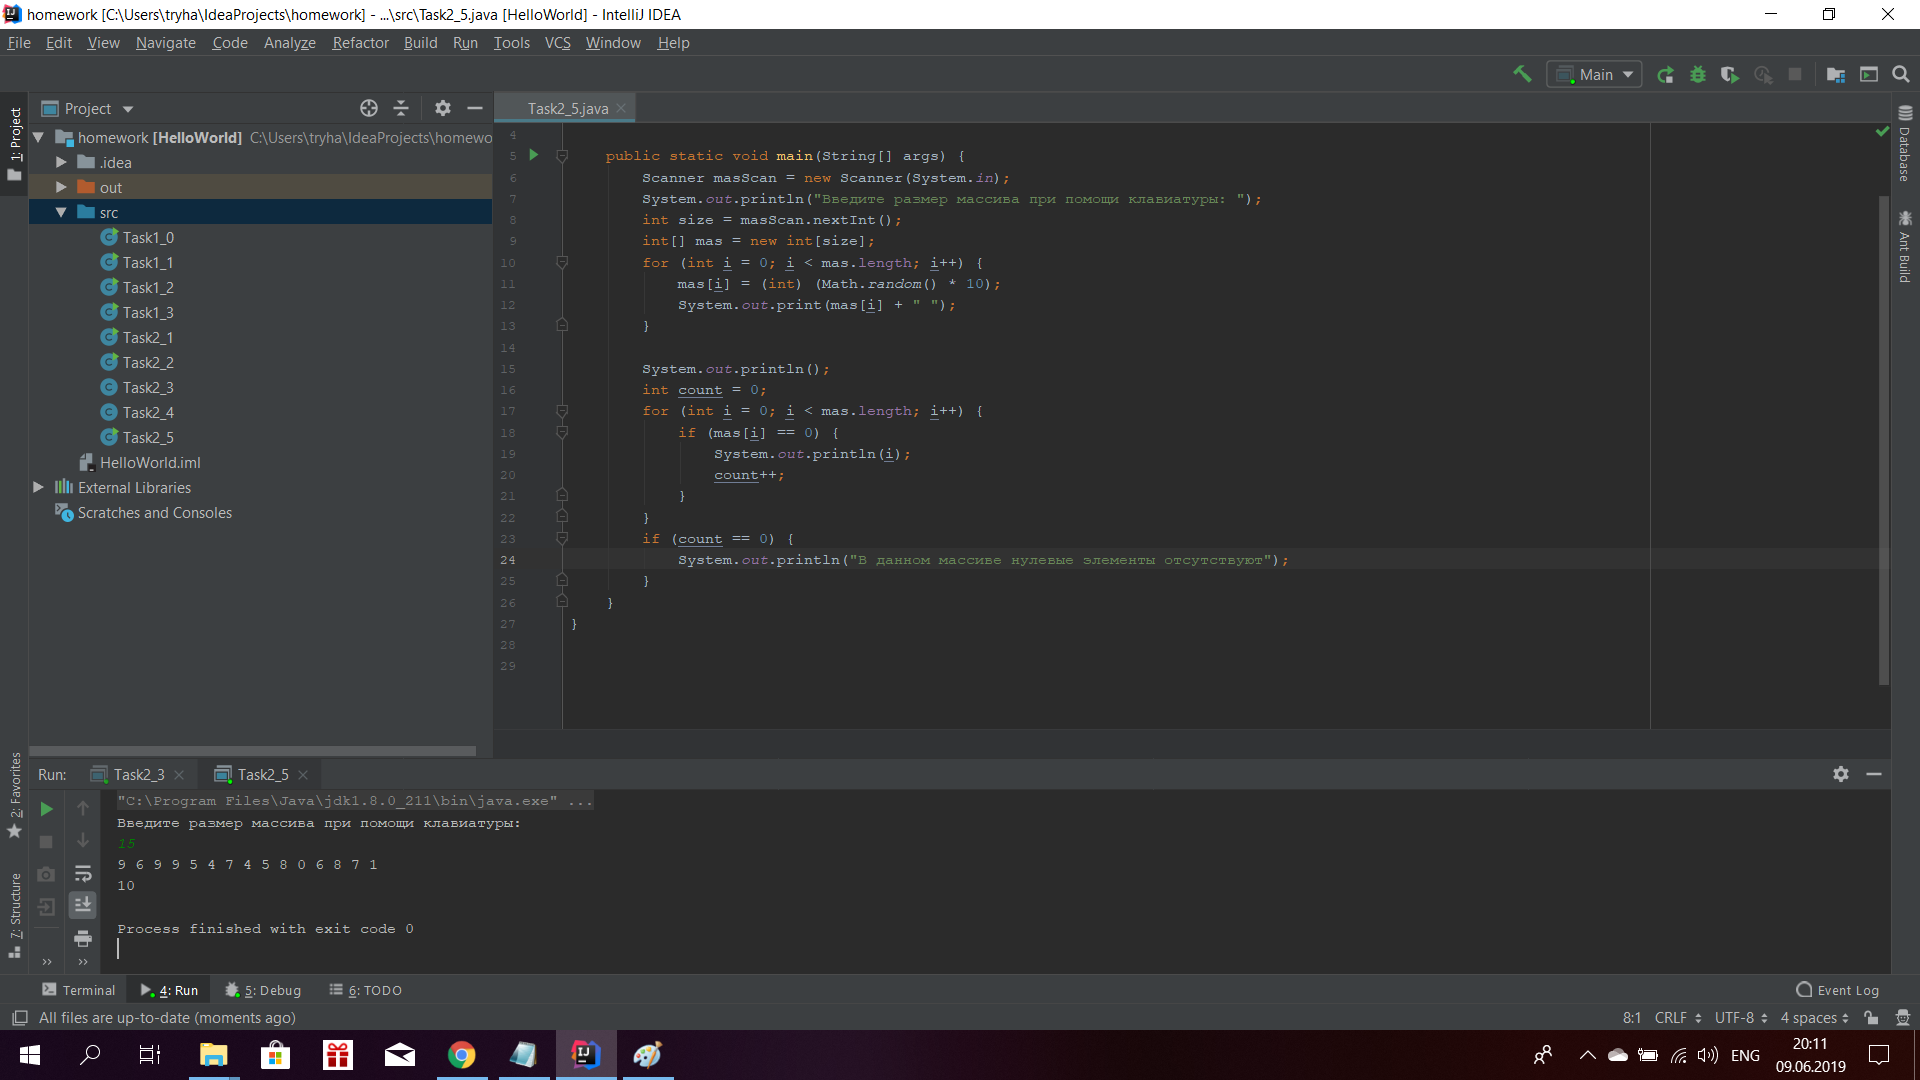 homework [C:\Users\tryha\IdeaProjects\homework] - ...\src\Task2_5.java [HelloWorld] - IntelliJ IDEA
File Edit View Navigate Code Analyze Refactor Build Run Tools VCS Window Help
Main
Project
Task2_5.java
1: Project
homework [HelloWorld] C:\Users\tryha\IdeaProjects\homewo
.idea
out
src
Task1_0
Task1_1
Task1_2
Task1_3
Task2_1
Task2_2
Task2_3
Task2_4
Task2_5
HelloWorld.iml
External Libraries
Scratches and Consoles
4
5 public static void main(String[] args) {
6 Scanner masScan = new Scanner(System.in);
7 System.out.println("Введите размер массива при помощи клавиатуры: ");
8 int size = masScan.nextInt();
9 int[] mas = new int[size];
10 for (int i = 0; i < mas.length; i++) {
11 mas[i] = (int) (Math.random() * 10);
12 System.out.print(mas[i] + " ");
13 }
14
15 System.out.println();
16 int count = 0;
17 for (int i = 0; i < mas.length; i++) {
18 if (mas[i] == 0) {
19 System.out.println(i);
20 count++;
21 }
22 }
23 if (count == 0) {
24 System.out.println("В данном массиве нулевые элементы отсутствуют");
25 }
26 }
27 }
28
29
Database
Ant Build
2: Favorites
7: Structure
Run: Task2_3 Task2_5
"C:\Program Files\Java\jdk1.8.0_211\bin\java.exe" ...
Введите размер массива при помощи клавиатуры:
15
9 6 9 9 5 4 7 4 5 8 0 6 8 7 1
10
Process finished with exit code 0
Terminal 4: Run 5: Debug 6: TODO Event Log
All files are up-to-date (moments ago) 8:1 CRLF UTF-8 4 spaces
ENG
20:11
09.06.2019